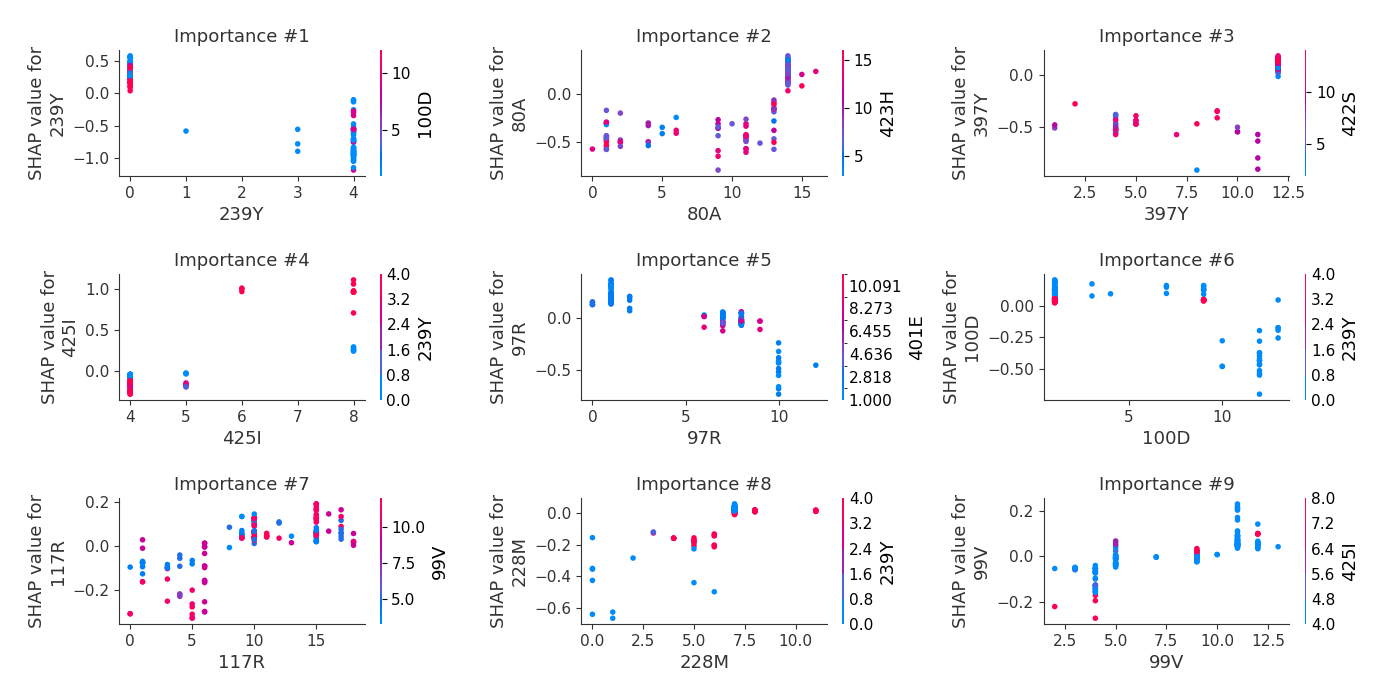 Importance #1
SHAP value for
239Y
0.5
0.0
−0.5
−1.0
0
1
2
3
4
239Y
10
5
100D
Importance #2
SHAP value for
80A
0.0
−0.5
0
5
10
15
80A
15
10
5
423H
Importance #3
SHAP value for
397Y
0.0
−0.5
2.5
5.0
7.5
10.0
12.5
397Y
10
5
422S
Importance #4
SHAP value for
425I
1.0
0.5
0.0
4
5
6
7
8
425I
4.0
3.2
2.4
1.6
0.8
0.0
239Y
Importance #5
SHAP value for
97R
0.0
−0.5
0
5
10
97R
10.091
8.273
6.455
4.636
2.818
1.000
401E
Importance #6
SHAP value for
100D
0.00
−0.25
−0.50
5
10
100D
4.0
3.2
2.4
1.6
0.8
0.0
239Y
Importance #7
SHAP value for
117R
0.2
0.0
−0.2
0
5
10
15
117R
10.0
7.5
5.0
99V
Importance #8
SHAP value for
228M
0.0
−0.2
−0.4
−0.6
0.0
2.5
5.0
7.5
10.0
228M
4.0
3.2
2.4
1.6
0.8
0.0
239Y
Importance #9
SHAP value for
99V
0.2
0.0
−0.2
2.5
5.0
7.5
10.0
12.5
99V
8.0
7.2
6.4
5.6
4.8
4.0
425I